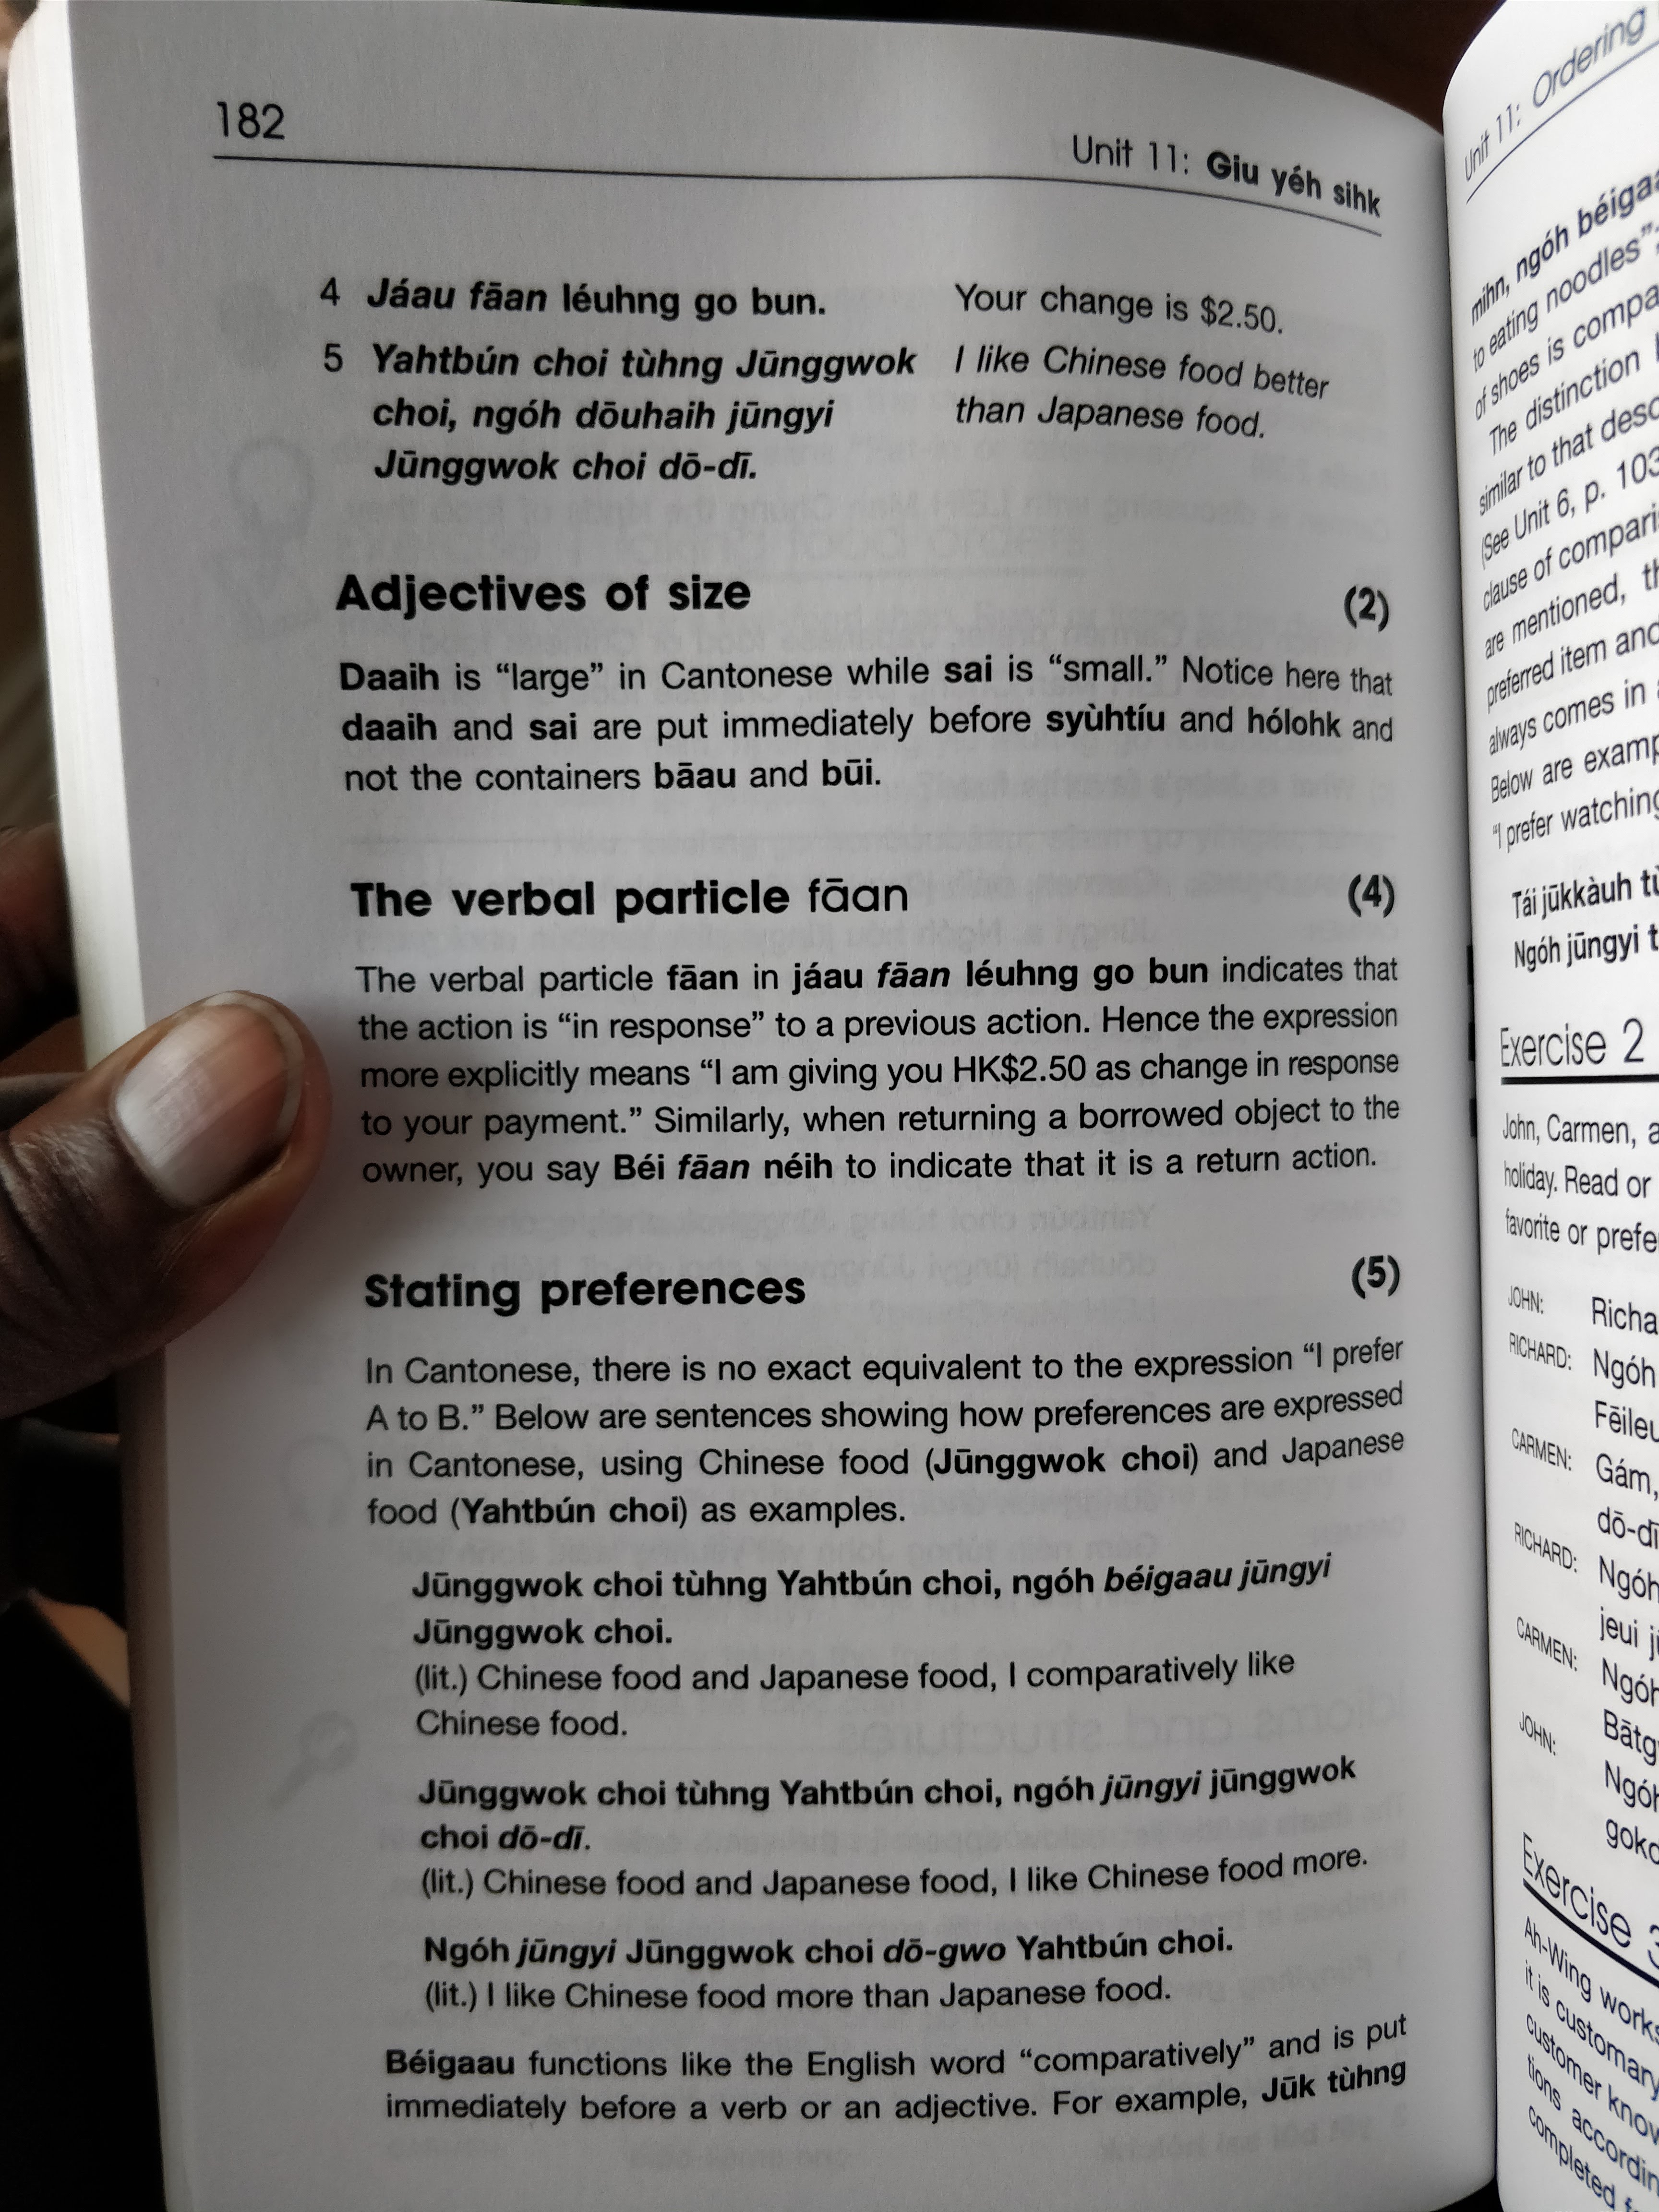 182
Unit 11: Giu yéh sihk
4 Jáau fāan léuhng go bun. Your change is $2.50.
5 Yahtbún choi tùhng Jūnggwok I like Chinese food better
choi, ngóh dōuhaih jūngyi than Japanese food.
Jūnggwok choi dō-dī.
Adjectives of size (2)
Daaih is “large” in Cantonese while sai is “small.” Notice here that
daaih and sai are put immediately before syùhtíu and hólohk and
not the containers bāau and būi.
The verbal particle fāan (4)
The verbal particle fāan in jáau fāan léuhng go bun indicates that
the action is “in response” to a previous action. Hence the expression
more explicitly means “I am giving you HK$2.50 as change in response
to your payment.” Similarly, when returning a borrowed object to the
owner, you say Béi fāan néih to indicate that it is a return action.
Stating preferences (5)
In Cantonese, there is no exact equivalent to the expression “I prefer
A to B.” Below are sentences showing how preferences are expressed
in Cantonese, using Chinese food (Jūnggwok choi) and Japanese
food (Yahtbún choi) as examples.
Jūnggwok choi tùhng Yahtbún choi, ngóh béigaau jūngyi
Jūnggwok choi.
(lit.) Chinese food and Japanese food, I comparatively like
Chinese food.
Jūnggwok choi tùhng Yahtbún choi, ngóh jūngyi jūnggwok
choi dō-dī.
(lit.) Chinese food and Japanese food, I like Chinese food more.
Ngóh jūngyi Jūnggwok choi dō-gwo Yahtbún choi.
(lit.) I like Chinese food more than Japanese food.
Béigaau functions like the English word “comparatively” and is put
immediately before a verb or an adjective. For example, Jūk tùhng
Unit 11: Ordering
mihn, ngóh
to eating noodles”;
of shoes is
The distinction
similar to that
(See Unit 6, p. 103
clause of
are mentioned,
preferred item and
always comes in
Below are
“I prefer watching
Tái jūkkàuh
Ngóh jūngyi
Exercise 2
John, Carmen,
holiday. Read or
favorite or
JOHN:
RICHARD: Ngóh
CARMEN: Gám,
dō-dī
RICHARD: Ngóh
jeui
CARMEN: Ngóh
JOHN:
Ngóh
Exercise 3
Ah-Wing works
it is customary
customer